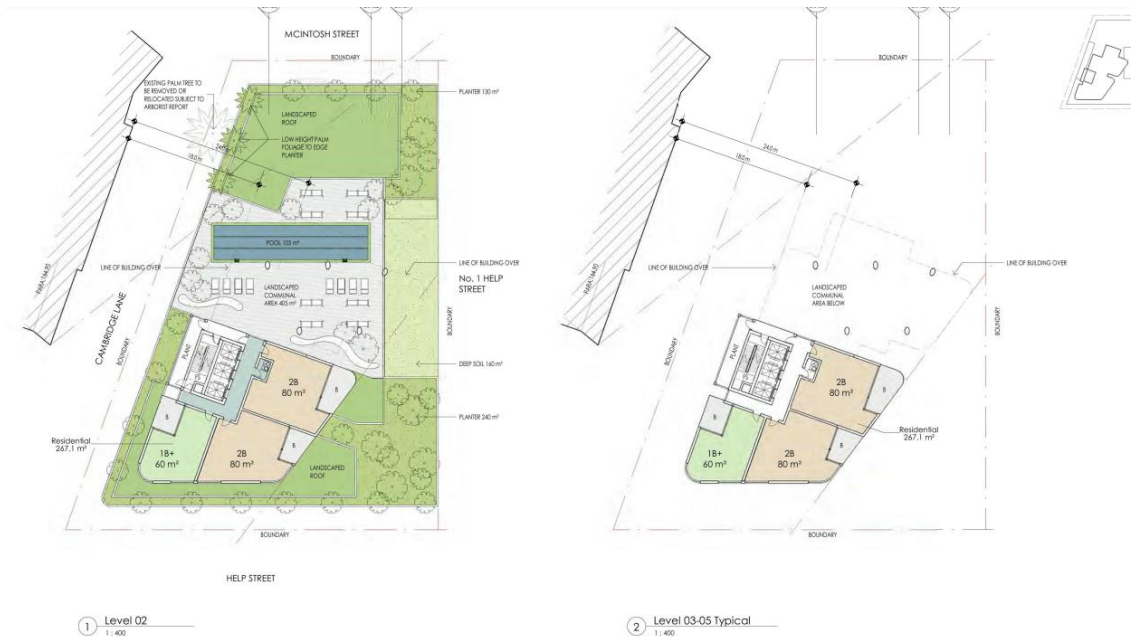 MCINTOSH STREET
BOUNDARY
EXISTING PALM TREE TO
BE REMOVED OR
RELOCATED SUBJECT TO
ARBORIST REPORT
PLANTER 130 m²
LANDSCAPED
ROOF
LOW HEIGHT PALM
FOLIAGE TO EDGE
PLANTER
180m
POOL 105 m²
LINE OF BUILDING OVER
LINE OF BUILDING OVER
No. 1 HELP
STREET
LANDSCAPED
COMMUNAL
AREA 405 m²
CAMBRIDGE LANE
BOUNDARY
BOUNDARY
PLANT
DEEP SOIL 160 m²
2B
80 m²
B
PLANTER 240 m²
B
B
Residential
267.1 m²
1B+
60 m²
2B
80 m²
LANDSCAPED
ROOF
BOUNDARY
HELP STREET
1
Level 02
1 : 400
BOUNDARY
240m
180m
LINE OF BUILDING OVER
LINE OF BUILDING OVER
LANDSCAPED
COMMUNAL
AREA BELOW
BOUNDARY
BOUNDARY
PLANT
2B
80 m²
B
B
B
Residential
267.1 m²
1B+
60 m²
2B
80 m²
BOUNDARY
2
Level 03-05 Typical
1 : 400